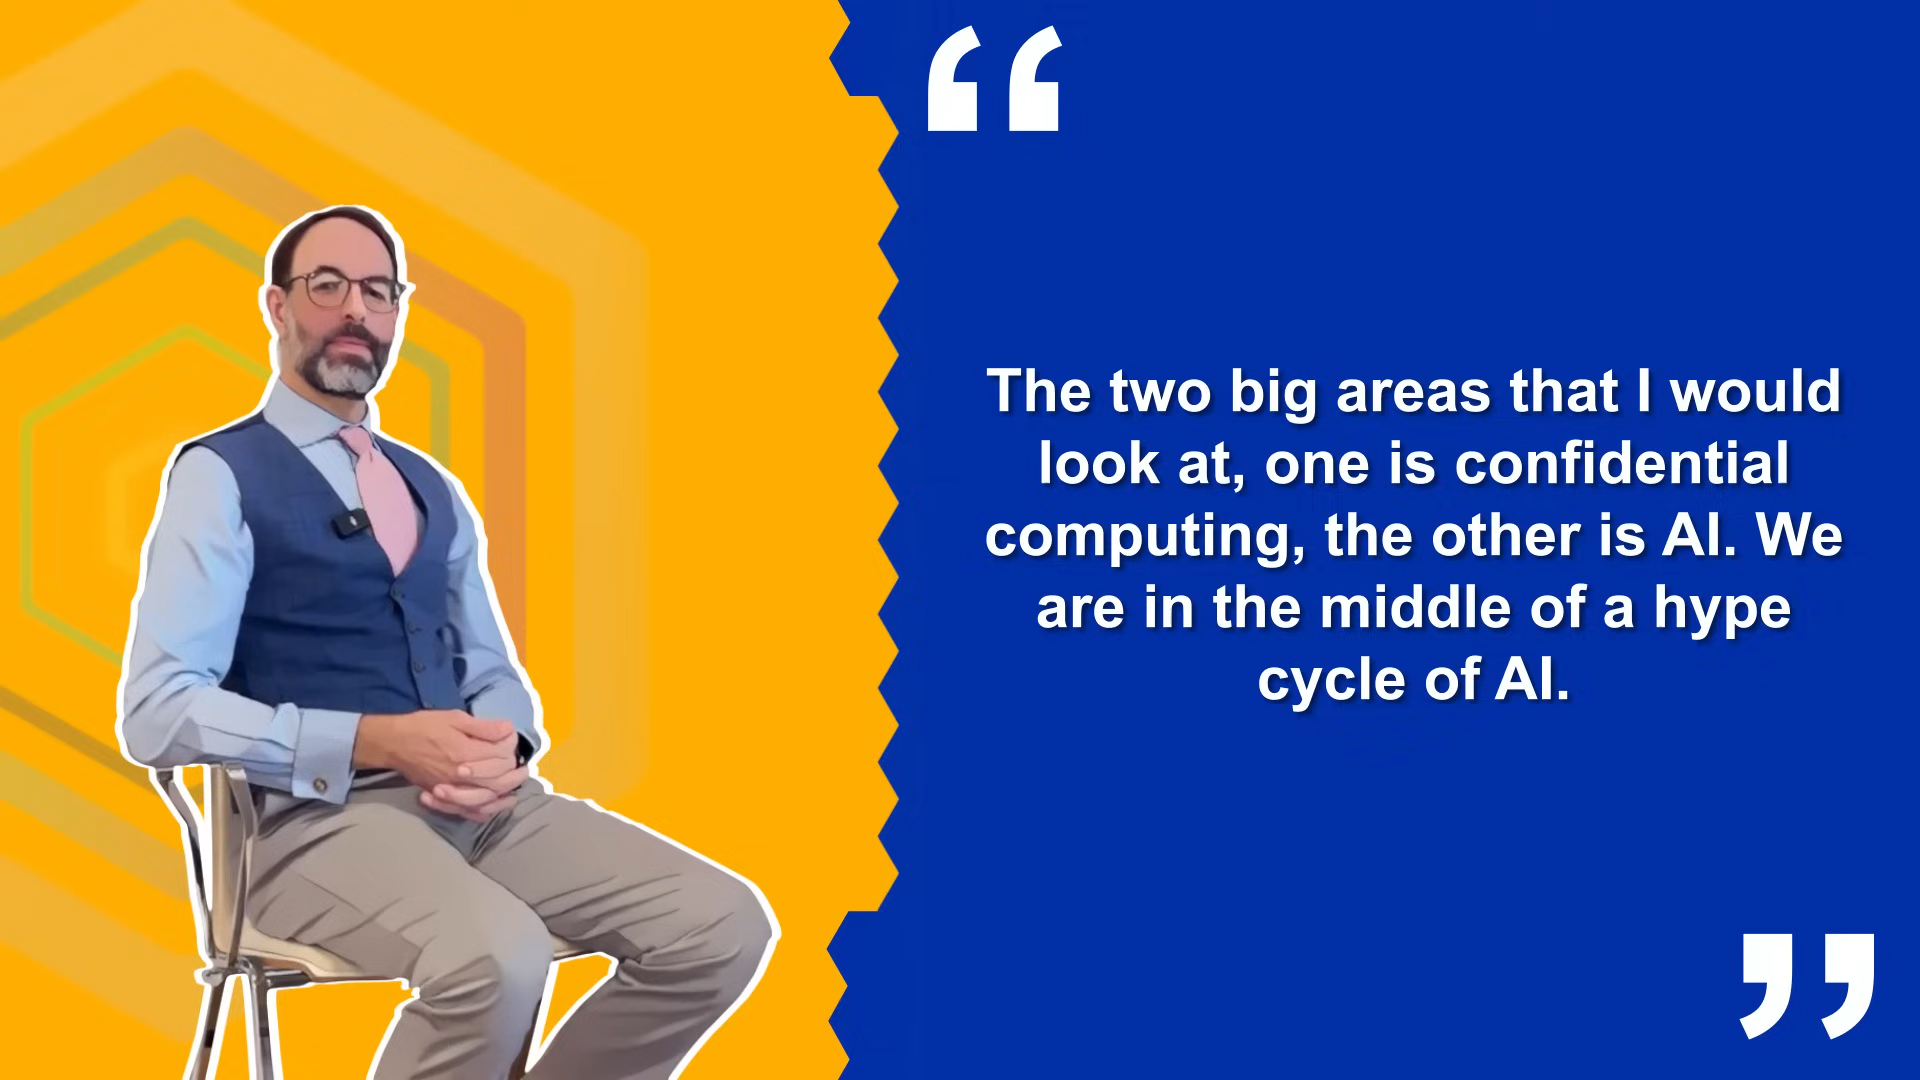 “
The two big areas that I would
look at, one is confidential
computing, the other is AI. We
are in the middle of a hype
cycle of AI.
”